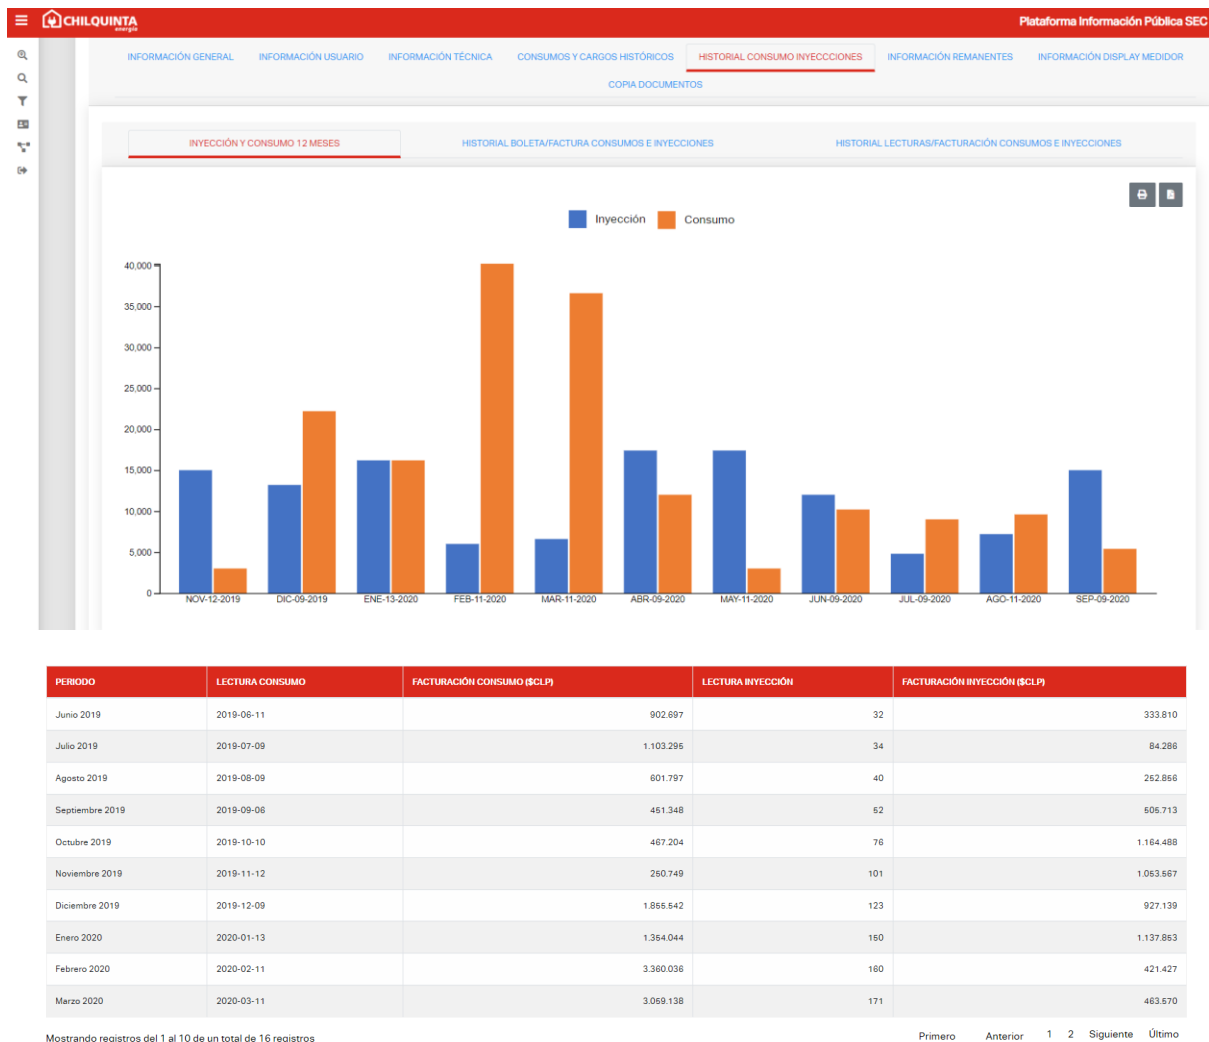 CHILQUINTA
energía
Plataforma Información Pública SEC
INFORMACIÓN GENERAL INFORMACIÓN USUARIO INFORMACIÓN TÉCNICA CONSUMOS Y CARGOS HISTÓRICOS HISTORIAL CONSUMO INYECCCIONES INFORMACIÓN REMANENTES INFORMACIÓN DISPLAY MEDIDOR
COPIA DOCUMENTOS
INYECCIÓN Y CONSUMO 12 MESES HISTORIAL BOLETA/FACTURA CONSUMOS E INYECCIONES HISTORIAL LECTURAS/FACTURACIÓN CONSUMOS E INYECCIONES
Inyección Consumo
40,000
35,000
30,000
25,000
20,000
15,000
10,000
5,000
0
NOV-12-2019 DIC-09-2019 ENE-13-2020 FEB-11-2020 MAR-11-2020 ABR-09-2020 MAY-11-2020 JUN-09-2020 JUL-09-2020 AGO-11-2020 SEP-09-2020
PERIODO LECTURA CONSUMO FACTURACIÓN CONSUMO ($CLP) LECTURA INYECCIÓN FACTURACIÓN INYECCIÓN ($CLP)
Junio 2019 2019-06-11 902.697 32 333.810
Julio 2019 2019-07-09 1.103.295 34 84.286
Agosto 2019 2019-08-09 601.797 40 252.856
Septiembre 2019 2019-09-06 451.348 52 505.713
Octubre 2019 2019-10-10 467.204 76 1.164.488
Noviembre 2019 2019-11-12 250.749 101 1.053.567
Diciembre 2019 2019-12-09 1.855.542 123 927.139
Enero 2020 2020-01-13 1.354.044 150 1.137.853
Febrero 2020 2020-02-11 3.360.036 160 421.427
Marzo 2020 2020-03-11 3.069.138 171 463.570
Mostrando registros del 1 al 10 de un total de 16 registros
Primero Anterior 1 2 Siguiente Último